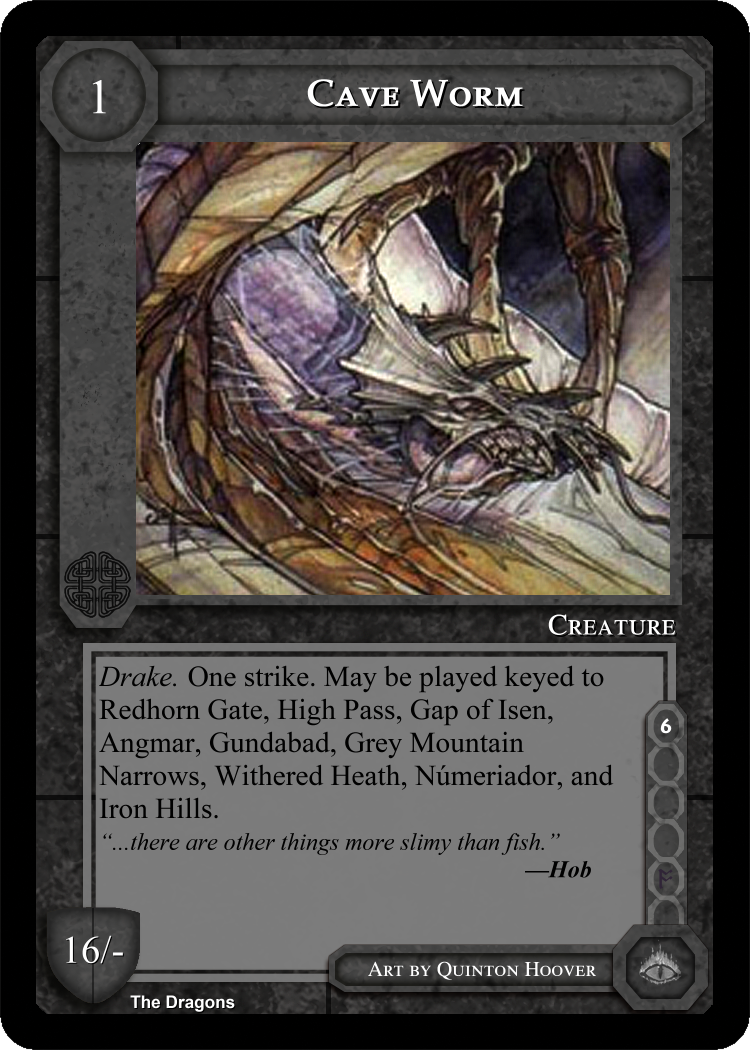 1
Cave Worm
Creature
Drake. One strike. May be played keyed to
Redhorn Gate, High Pass, Gap of Isen,
Angmar, Gundabad, Grey Mountain
Narrows, Withered Heath, Númeriador, and
Iron Hills.
“...there are other things more slimy than fish.”
—Hob
6
16/-
Art by Quinton Hoover
The Dragons